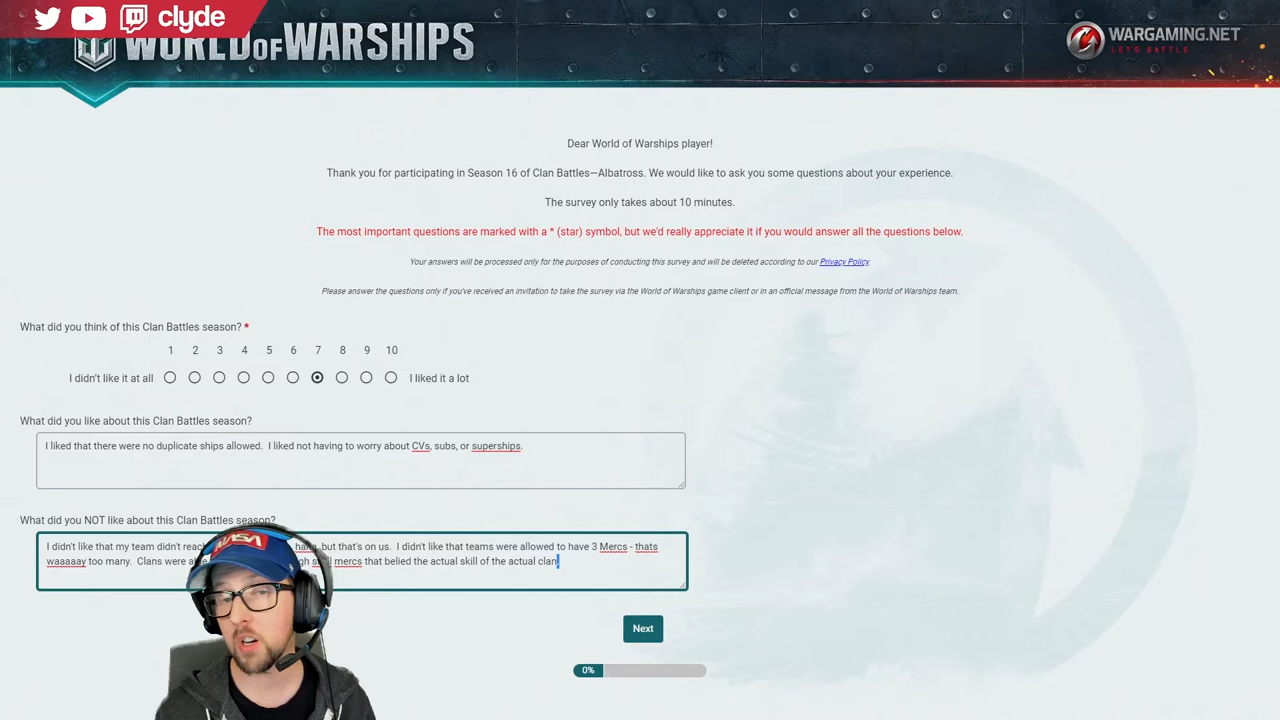 clyde
WORLD OF WARSHIPS
WARGAMING.NET
LET'S BATTLE
Dear World of Warships player!
Thank you for participating in Season 16 of Clan Battles—Albatross. We would like to ask you some questions about your experience.
The survey only takes about 10 minutes.
The most important questions are marked with a * (star) symbol, but we'd really appreciate it if you would answer all the questions below.
Your answers will be processed only for the purposes of conducting this survey and will be deleted according to our Privacy Policy.
Please answer the questions only if you've received an invitation to take the survey via the World of Warships game client or in an official message from the World of Warships team.
What did you think of this Clan Battles season? *
1 2 3 4 5 6 7 8 9 10
I didn't like it at all I liked it a lot
What did you like about this Clan Battles season?
I liked that there were no duplicate ships allowed. I liked not having to worry about CVs, subs, or superships.
What did you NOT like about this Clan Battles season?
I didn't like that my team didn't reach haha, but that's on us. I didn't like that teams were allowed to have 3 Mercs - thats
waaaaay too many. Clans were able mercs that belied the actual skill of the actual clan.
NASA
Next
0%